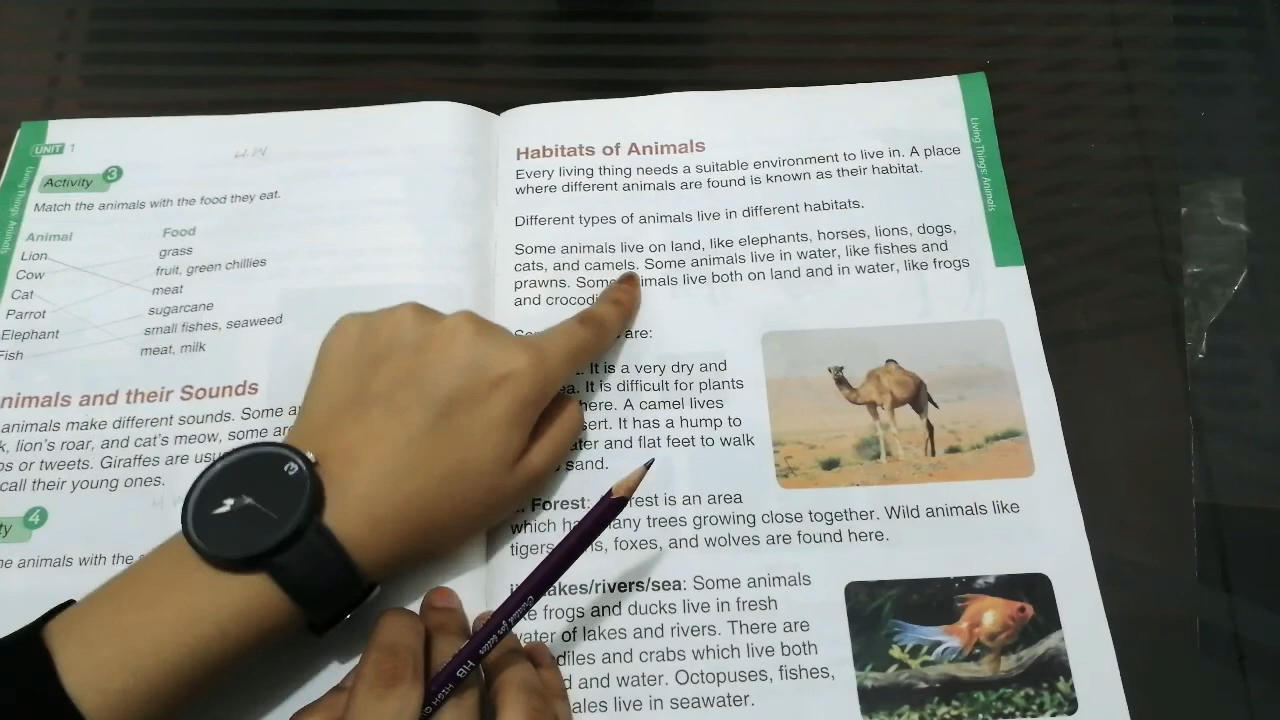 UNIT 1
H.W
Living Things: Animals
Activity 3
Match the animals with the food they eat.
Animal Food
Lion grass
Cow fruit, green chillies
Cat meat
Parrot sugarcane
Elephant small fishes, seaweed
Fish meat, milk
nimals and their Sounds
animals make different sounds. Some
k, lion's roar, and cat's meow, some
or tweets. Giraffes are
call their young ones.
ty 4
animals with the
Habitats of Animals
Every living thing needs a suitable environment to live in. A place
where different animals are found is known as their habitat.
Different types of animals live in different habitats.
Some animals live on land, like elephants, horses, lions, dogs,
cats, and camels. Some animals live in water, like fishes and
prawns. Some imals live both on land and in water, like frogs
and crocodi
are:
It is a very dry and
It is difficult for plants
here. A camel lives
sert. It has a hump to
ter and flat feet to walk
sand.
Forest: rest is an area
which ha any trees growing close together. Wild animals like
tigers ns, foxes, and wolves are found here.
akes/rivers/sea: Some animals
ke frogs and ducks live in fresh
water of lakes and rivers. There are
diles and crabs which live both
d and water. Octopuses, fishes,
ales live in seawater.
Living Things: Animals
HB